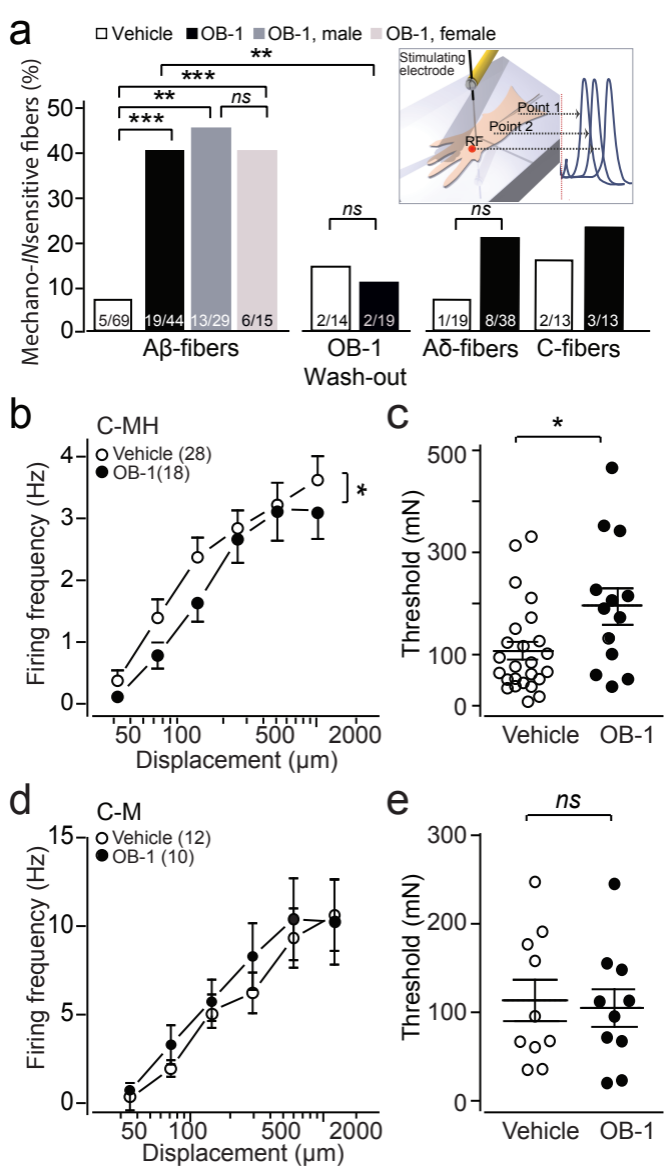 a
Vehicle OB-1 OB-1, male OB-1, female
**
***
** ns
***
Mechano-INsensitive fibers (%)
50
40
30
20
10
0
5/69 19/44 13/29 6/15
Aβ-fibers
ns
2/14 2/19
OB-1
Wash-out
ns
1/19 8/38 2/13 3/13
Aδ-fibers C-fibers
Stimulating
electrode
Point 1
Point 2
RF
b
C-MH
Vehicle (28)
OB-1(18)
*
Firing frequency (Hz)
4
3
2
1
0
50 100 500 2000
Displacement (µm)
c
*
Threshold (mN)
500
300
100
0
Vehicle OB-1
d
C-M
Vehicle (12)
OB-1 (10)
Firing frequency (Hz)
15
10
5
0
50 100 500 2000
Displacement (µm)
e
ns
Threshold (mN)
300
200
100
0
Vehicle OB-1